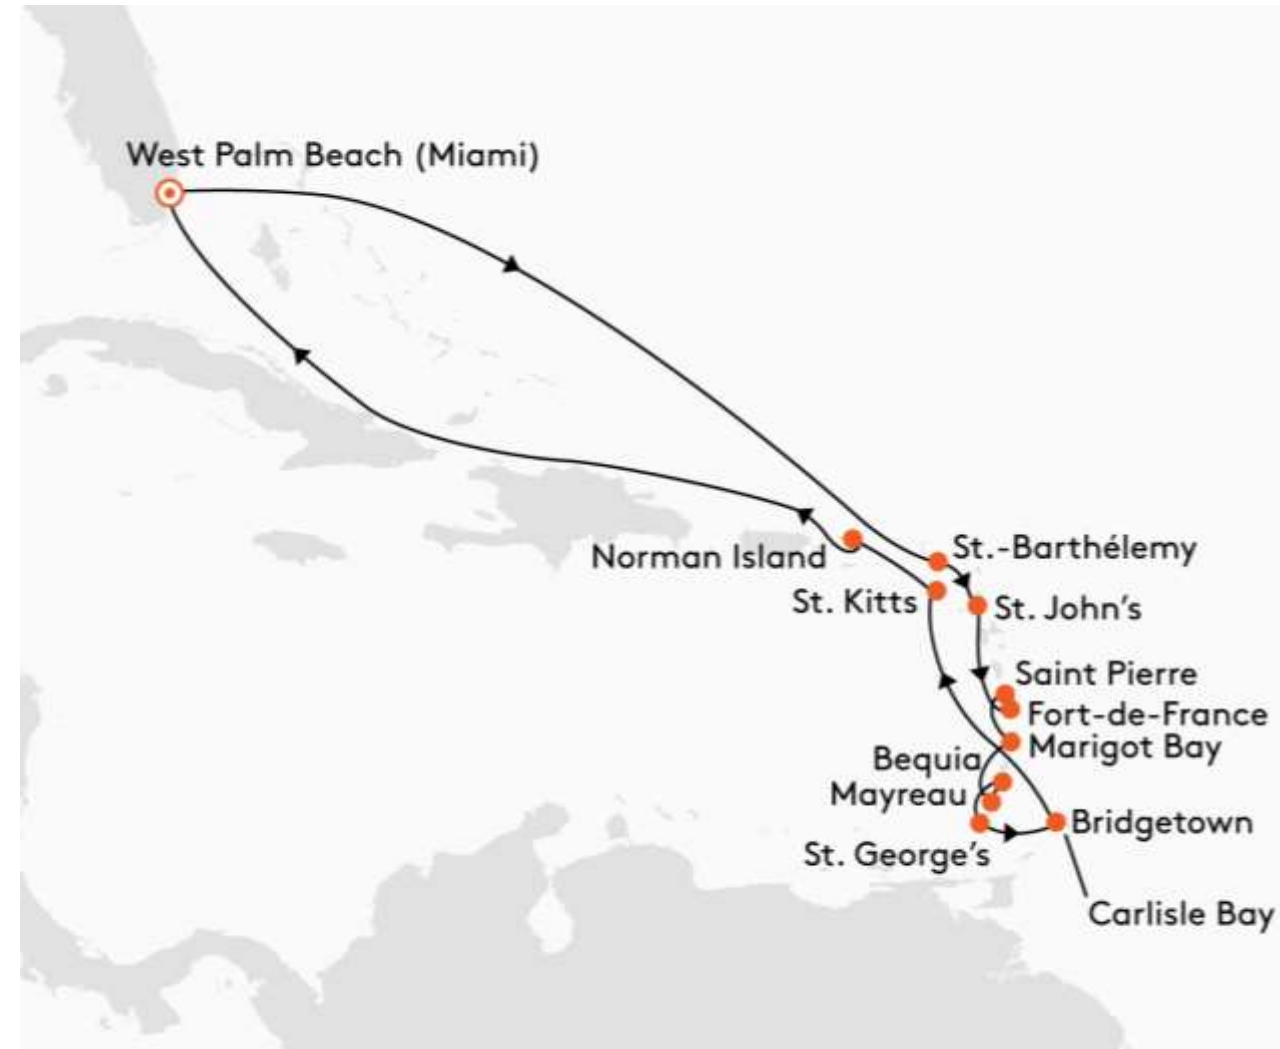 West Palm Beach (Miami)
St.-Barthélemy
Norman Island
St. Kitts
St. John's
Saint Pierre
Fort-de-France
Marigot Bay
Bequia
Mayreau
Bridgetown
St. George's
Carlisle Bay